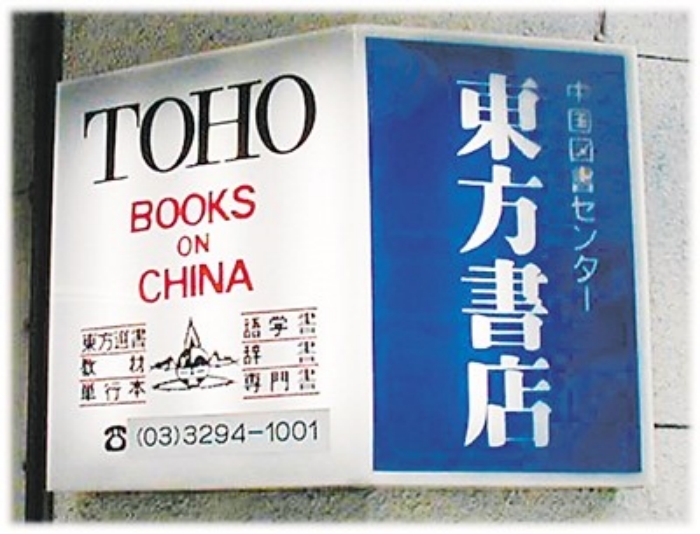 TOHO
BOOKS
ON
CHINA
東方選書
教材
単行本
語学書
辞書
専門書
☎ (03)3294-1001
中国図書センター
東方書店